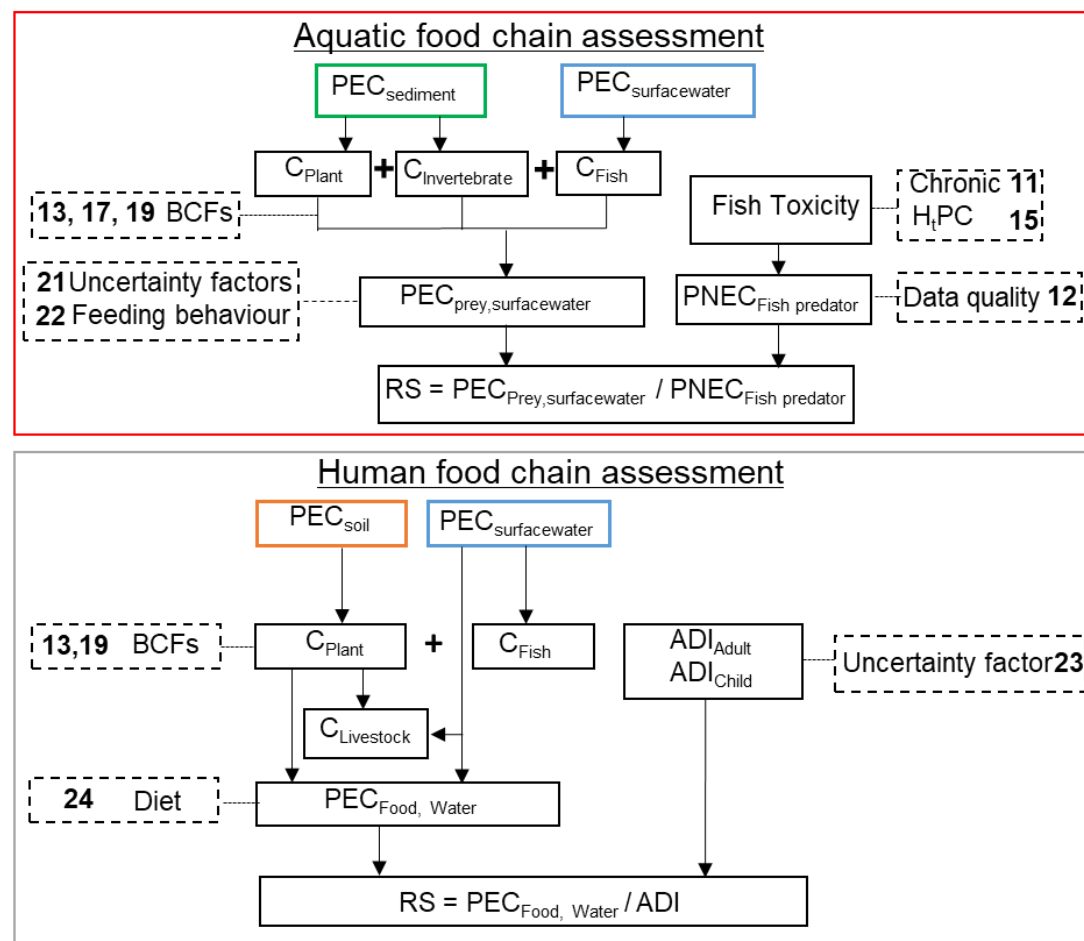 Aquatic food chain assessment
PECsediment
PECsurfacewater
CPlant + CInvertebrate + CFish
13, 17, 19 BCFs
Fish Toxicity
Chronic 11
HtPC 15
21 Uncertainty factors
22 Feeding behaviour
PECprey,surfacewater
PNECFish predator
Data quality 12
RS = PECPrey,surfacewater / PNECFish predator
Human food chain assessment
PECsoil
PECsurfacewater
13,19 BCFs
CPlant + CFish
ADIAdult
ADIChild
Uncertainty factor 23,
CLivestock
24 Diet
PECFood, Water
RS = PECFood, Water / ADI